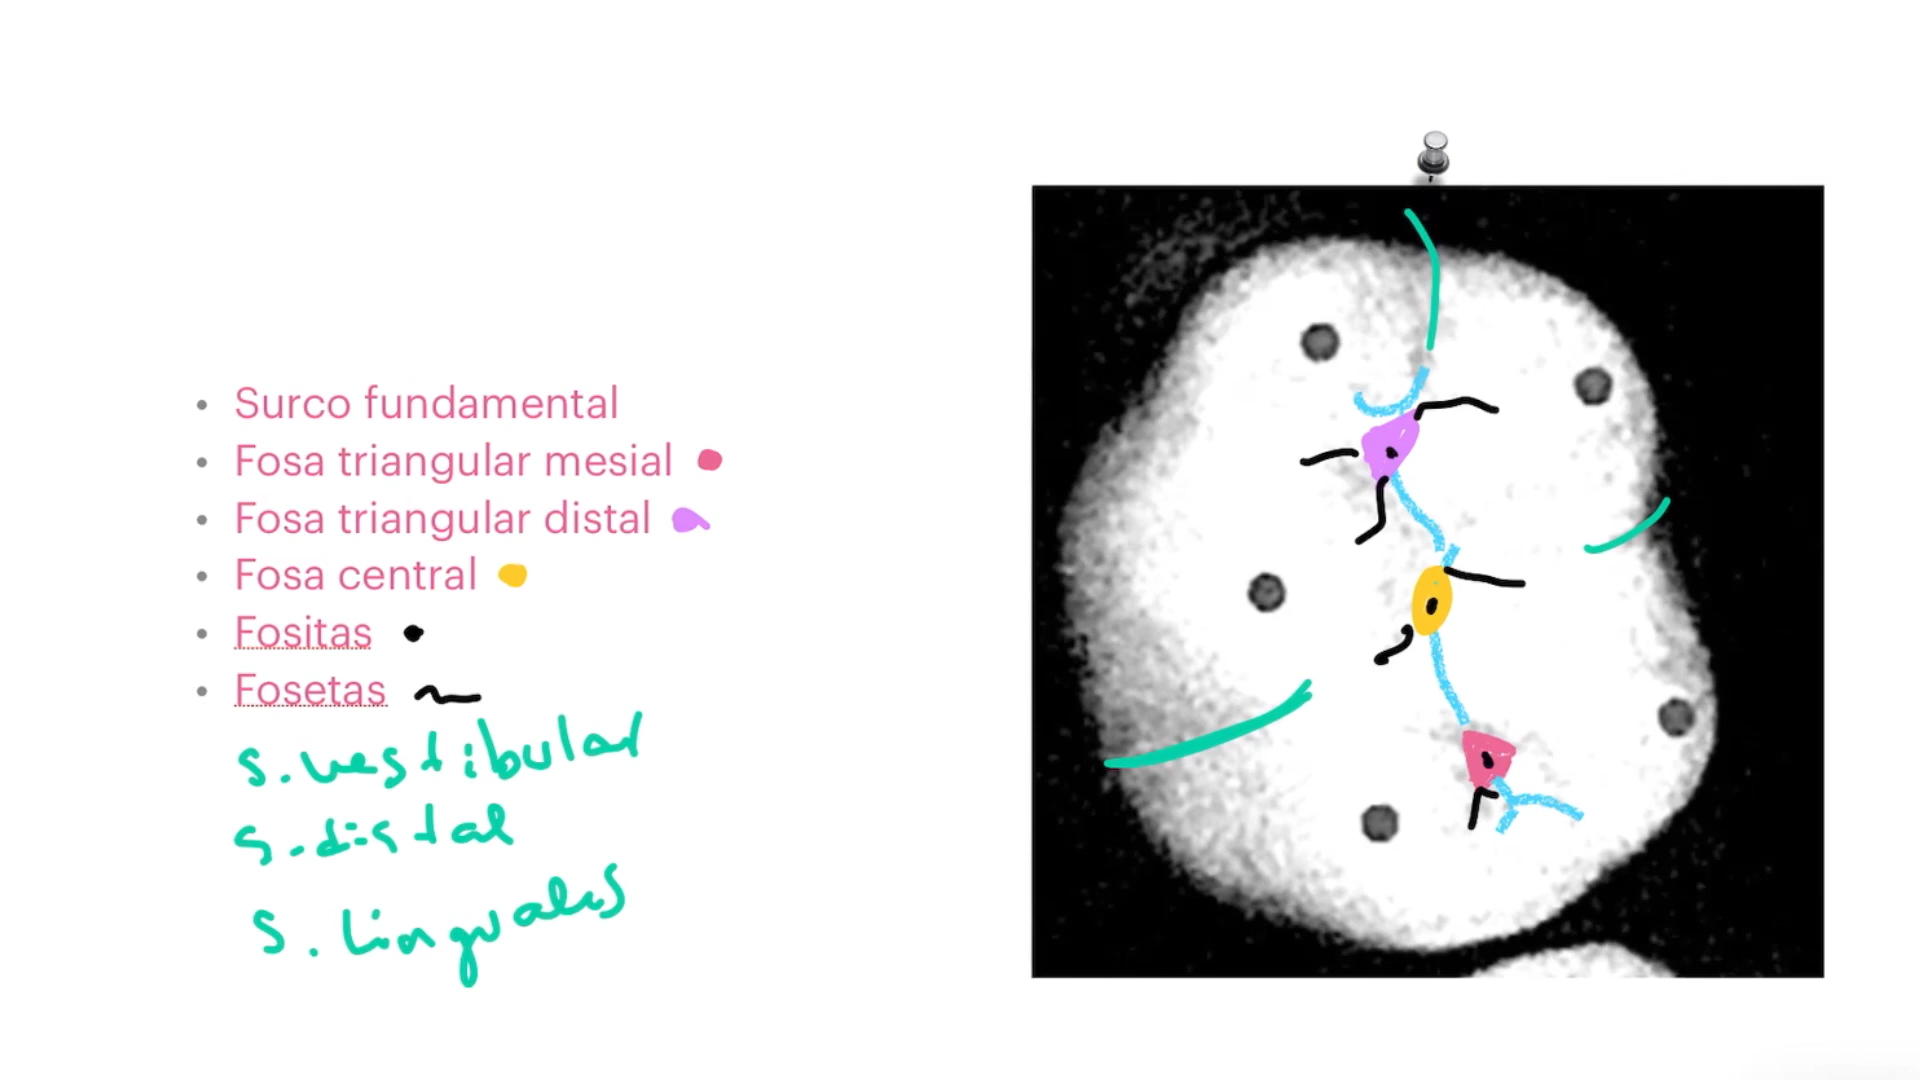 Surco fundamental
Fosa triangular mesial
Fosa triangular distal
Fosa central
Fositas
Fosetas
s. vestibular
s. distal
s. linguales